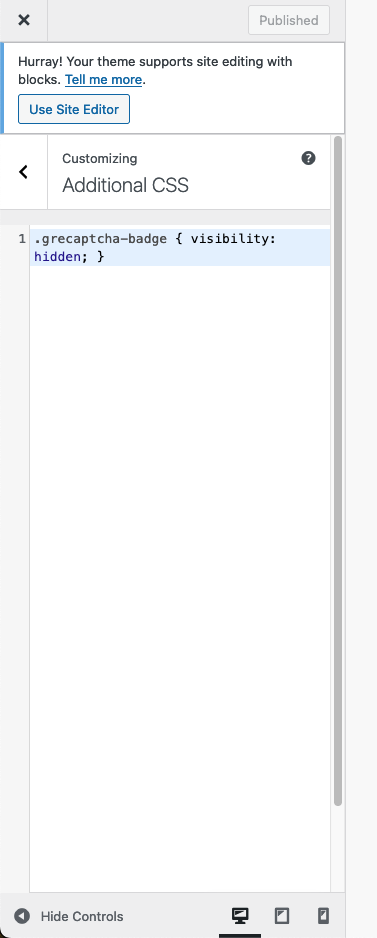 Published
Hurray! Your theme supports site editing with
blocks. Tell me more.
Use Site Editor
Customizing
?
Additional CSS
1 .grecaptcha-badge { visibility:
hidden; }
Hide Controls